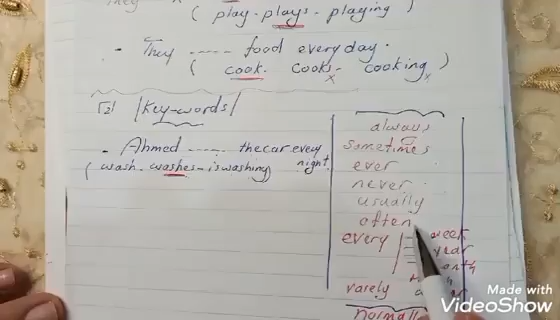 ( play - plays - playing )
- They ----- food every day.
( cook. Cooks - cooking )
[2] /Key-words/
- Ahmed ----- the car every night.
( wash - washes - is washing )
always
sometimes
ever
never
usually
often
every
week
year
rarely
normally
Made with
VideoShow